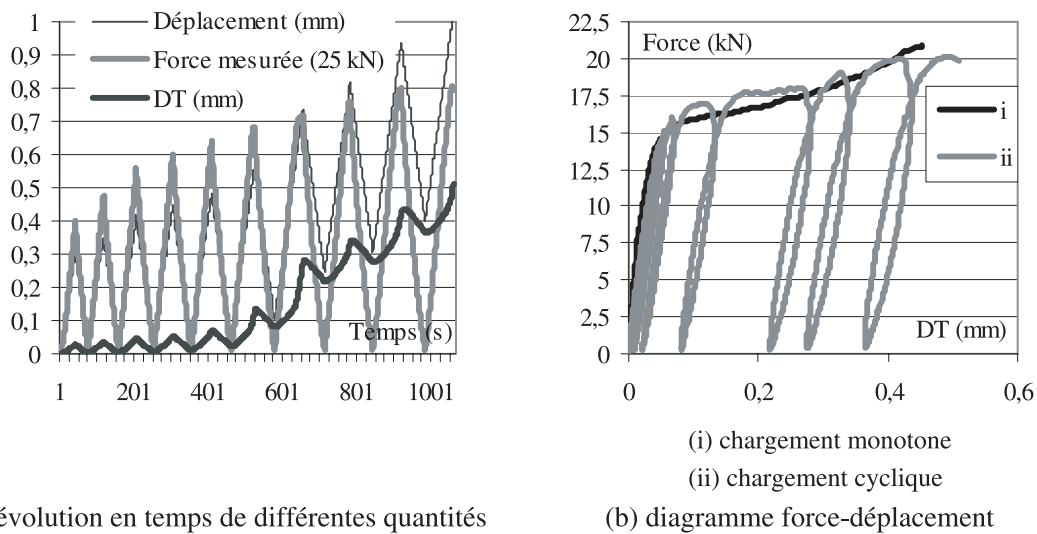 Déplacement (mm)
Force mesurée (25 kN)
DT (mm)
1
0,9
0,8
0,7
0,6
0,5
0,4
0,3
0,2
0,1
0
Temps (s)
1 201 401 601 801 1001
évolution en temps de différentes quantités
22,5
20
17,5
15
12,5
10
7,5
5
2,5
0
Force (kN)
i
ii
DT (mm)
0 0,2 0,4 0,6
(i) chargement monotone
(ii) chargement cyclique
(b) diagramme force-déplacement